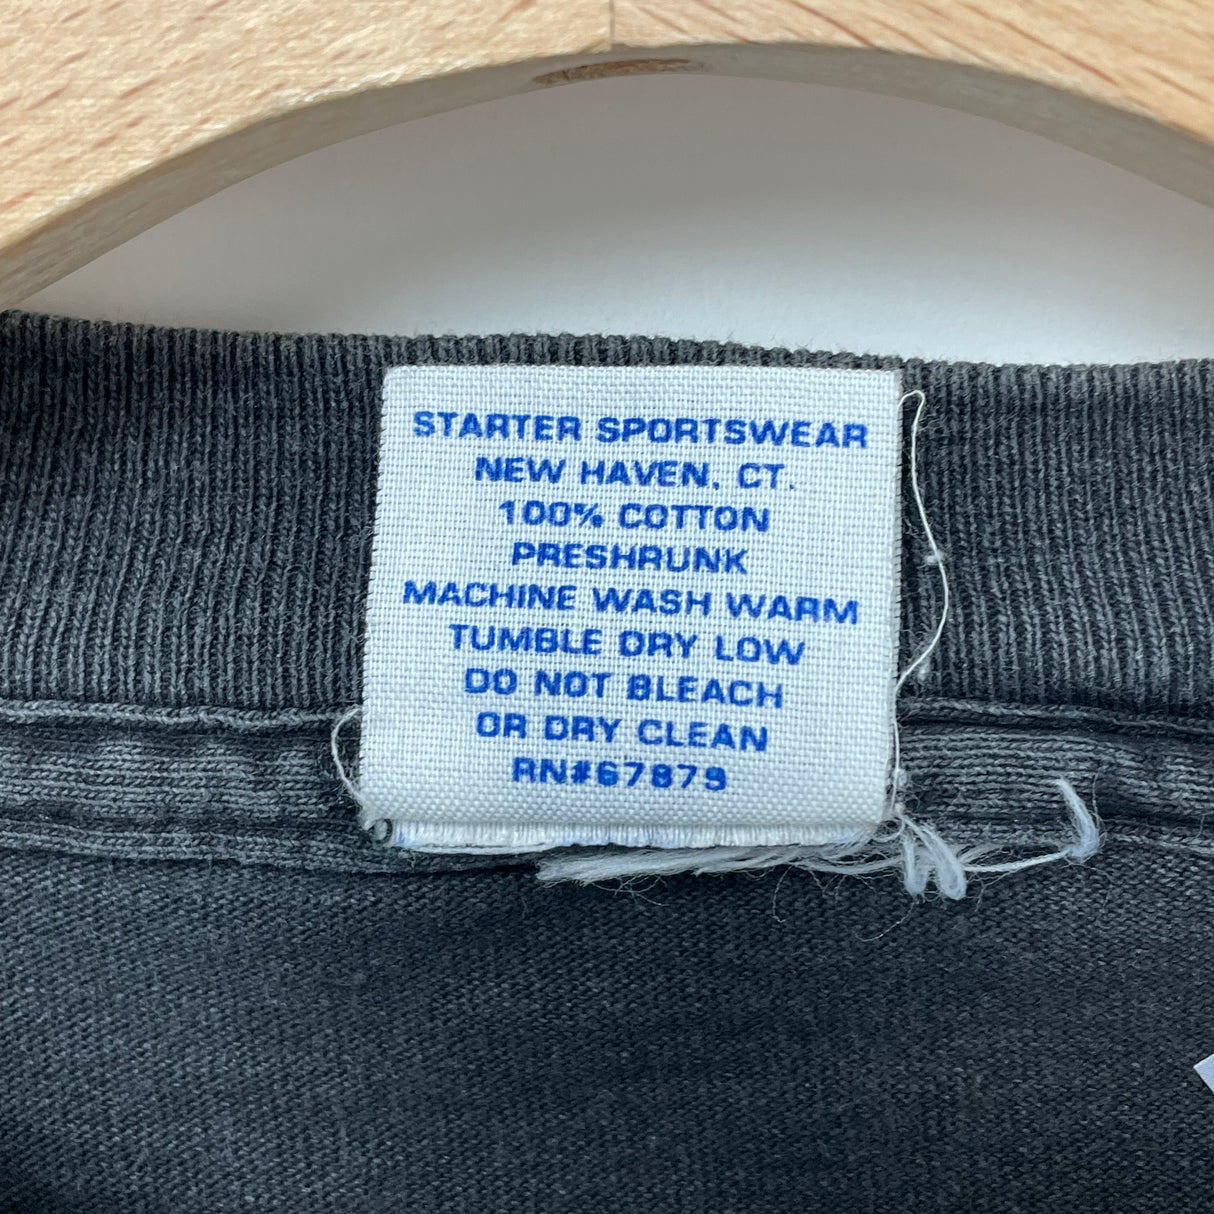 STARTER SPORTSWEAR
NEW HAVEN, CT.
100% COTTON
PRESHRUNK
MACHINE WASH WARM
TUMBLE DRY LOW
DO NOT BLEACH
OR DRY CLEAN
RN#67879